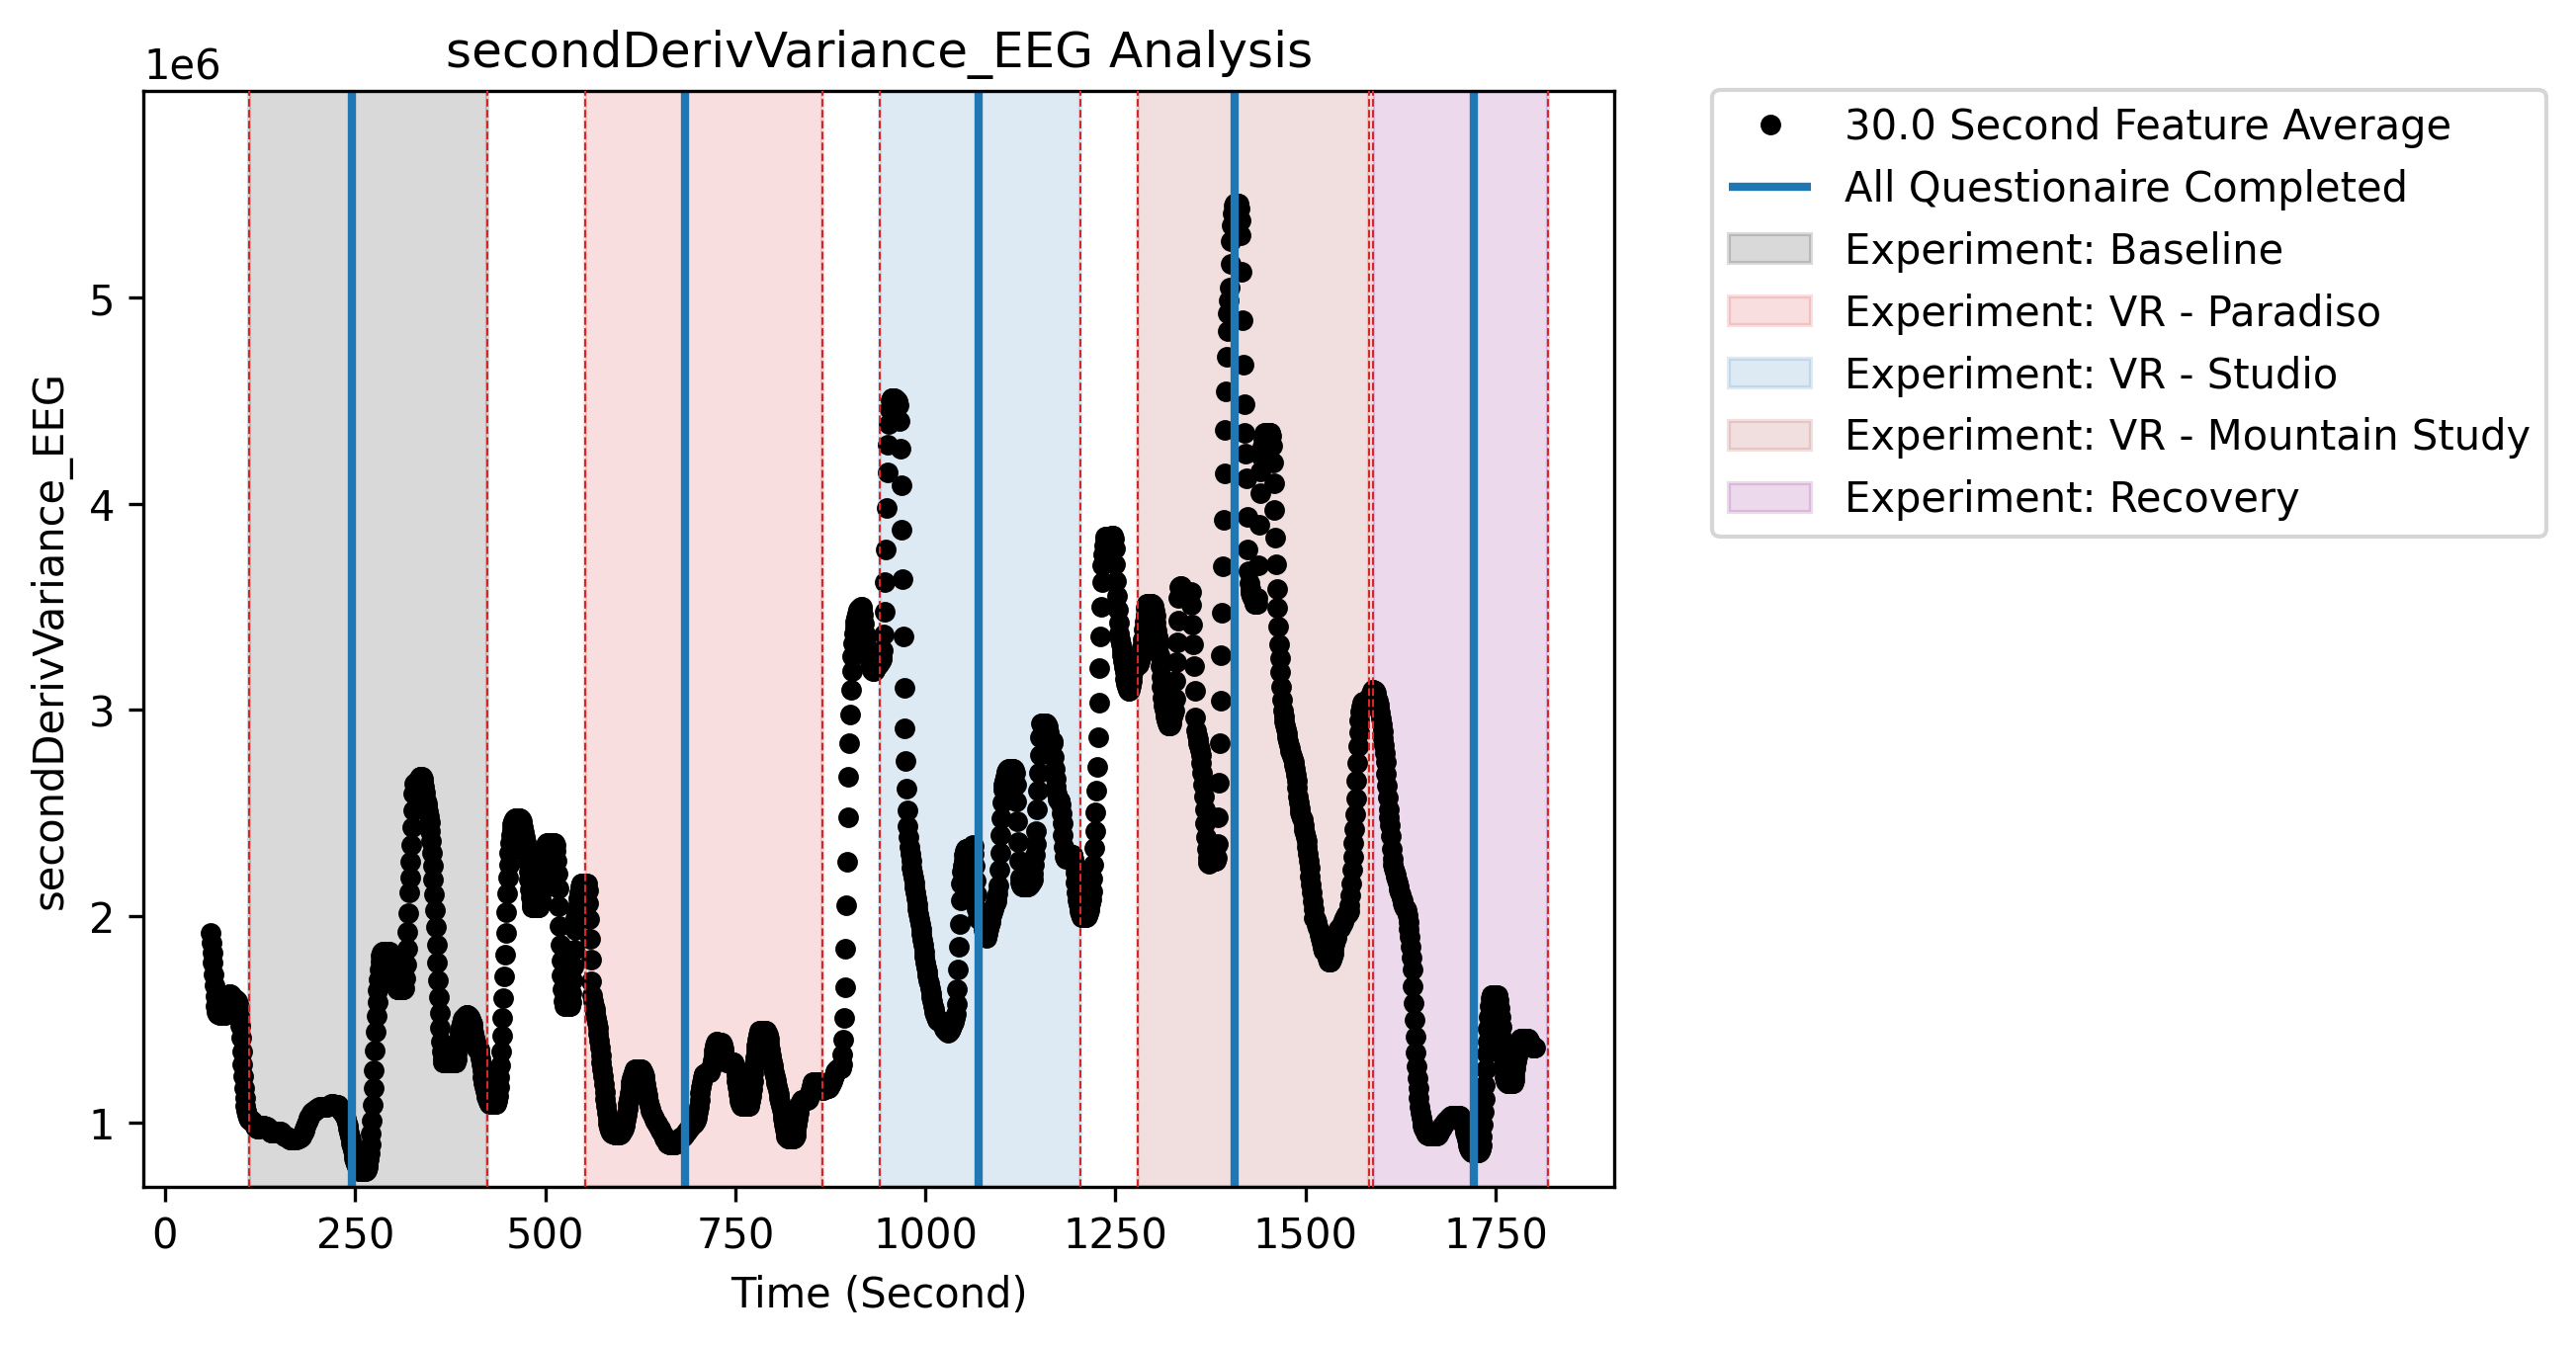 secondDerivVariance_EEG Analysis
1e6
secondDerivVariance_EEG
5
4
3
2
1
0 250 500 750 1000 1250 1500 1750
Time (Second)
30.0 Second Feature Average
All Questionaire Completed
Experiment: Baseline
Experiment: VR - Paradiso
Experiment: VR - Studio
Experiment: VR - Mountain Study
Experiment: Recovery